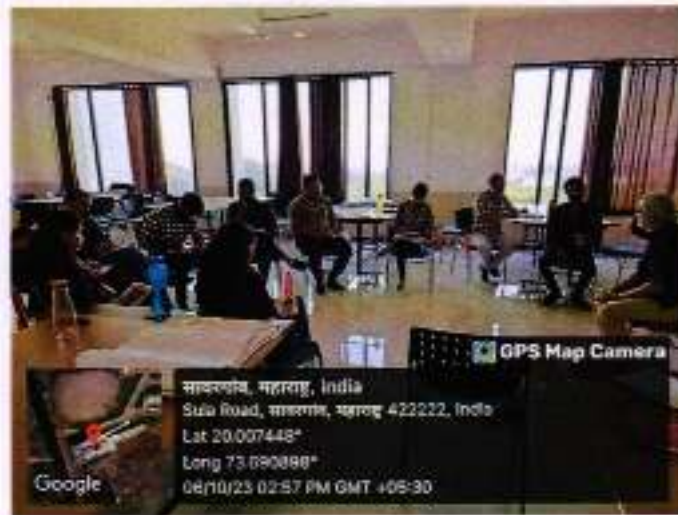 GPS Map Camera
सावरगांव, महाराष्ट्र, India
Sula Road, सावरगांव, महाराष्ट्र 422222, India
Lat 20.007448°
Long 73.690898°
06/10/23 02:57 PM GMT +05:30
Google